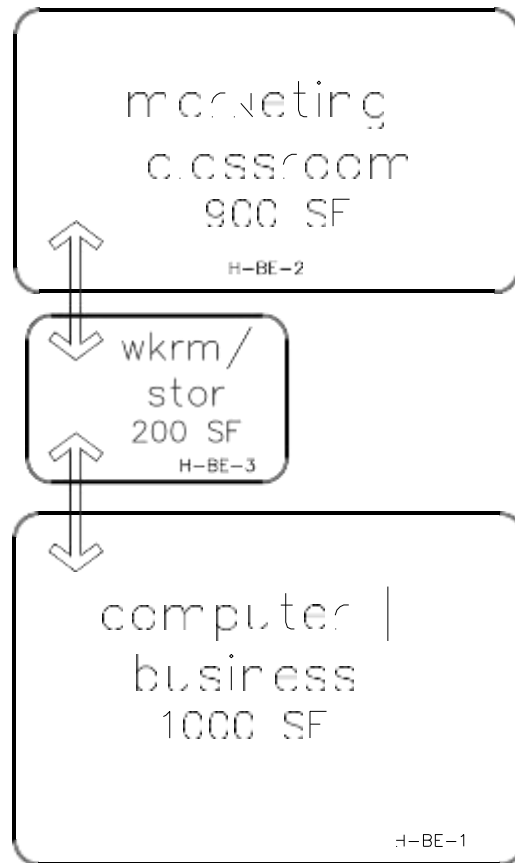 marketing
classroom
900 SF
H-BE-2
wkrm/
stor
200 SF
H-BE-3
computer |
business
1000 SF
H-BE-1